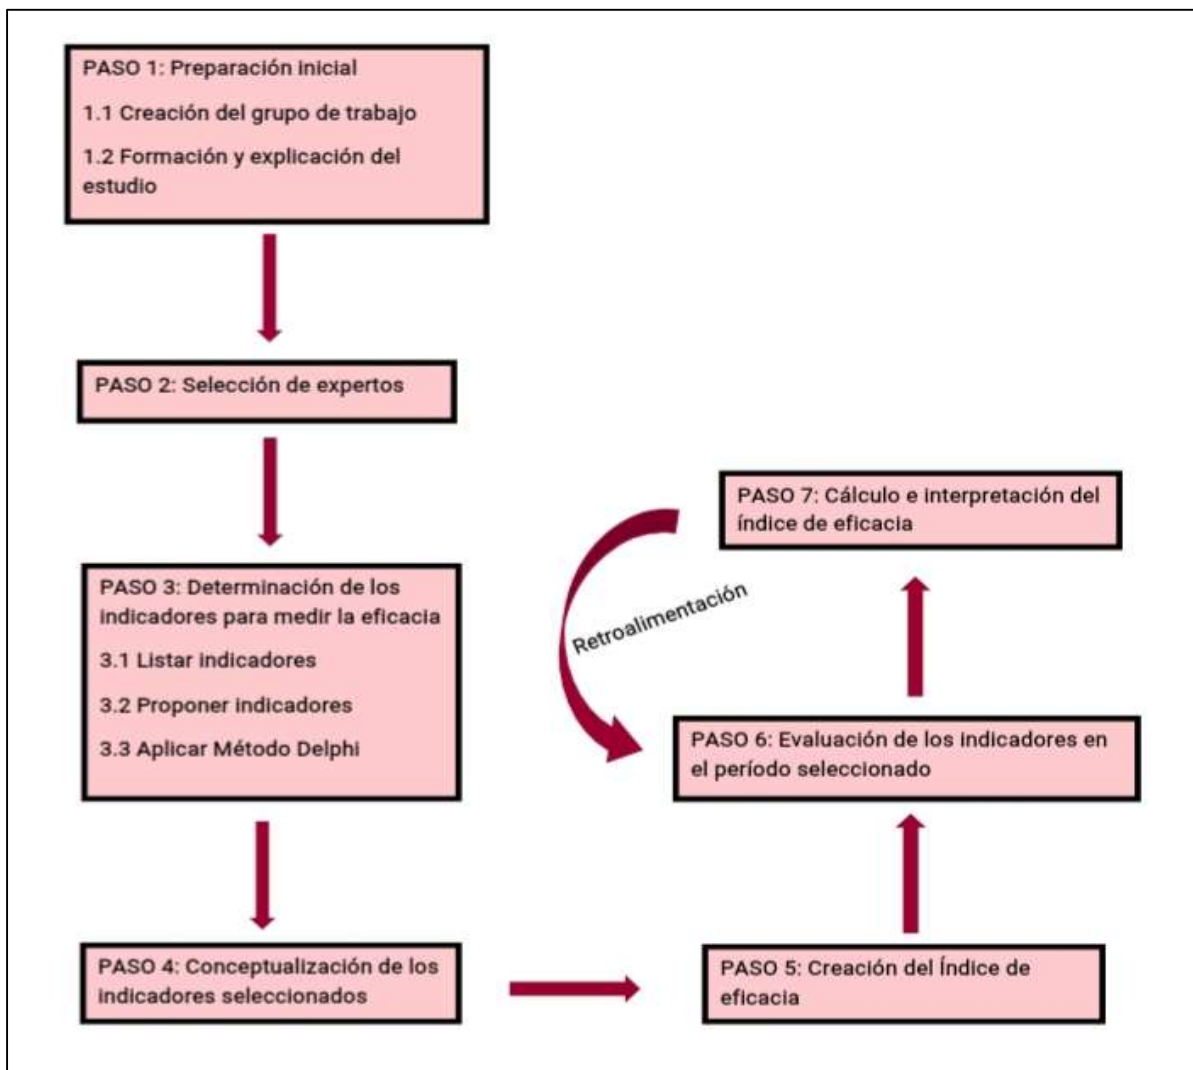 PASO 1: Preparación inicial
1.1 Creación del grupo de trabajo
1.2 Formación y explicación del
estudio
PASO 2: Selección de expertos
PASO 3: Determinación de los
indicadores para medir la eficacia
3.1 Listar indicadores
3.2 Proponer indicadores
3.3 Aplicar Método Delphi
PASO 4: Conceptualización de los
indicadores seleccionados
PASO 5: Creación del Índice de
eficacia
PASO 6: Evaluación de los indicadores en
el período seleccionado
PASO 7: Cálculo e interpretación del
índice de eficacia
Retroalimentación